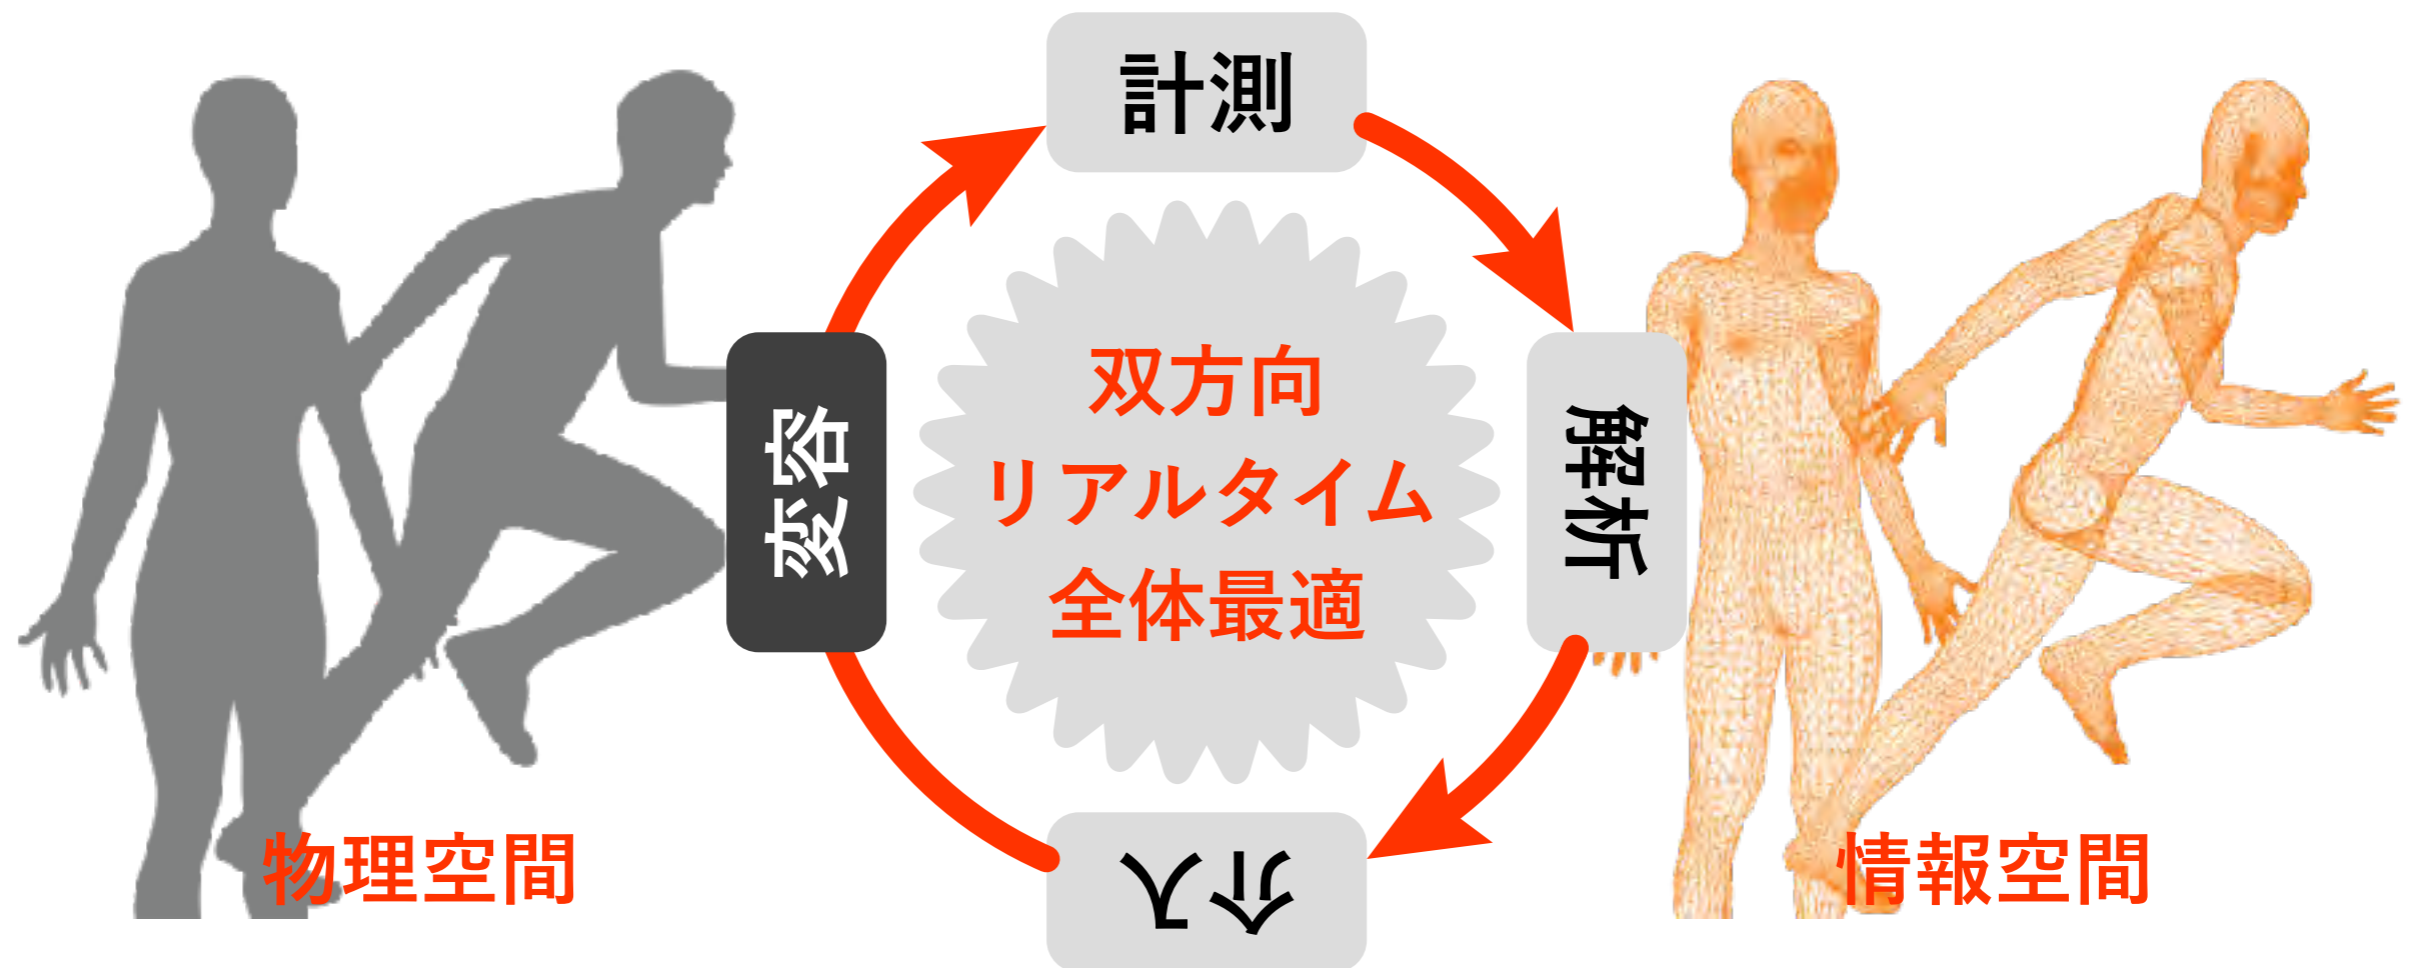 計測
双方向
リアルタイム
全体最適
変容
解析
介入
物理空間
情報空間